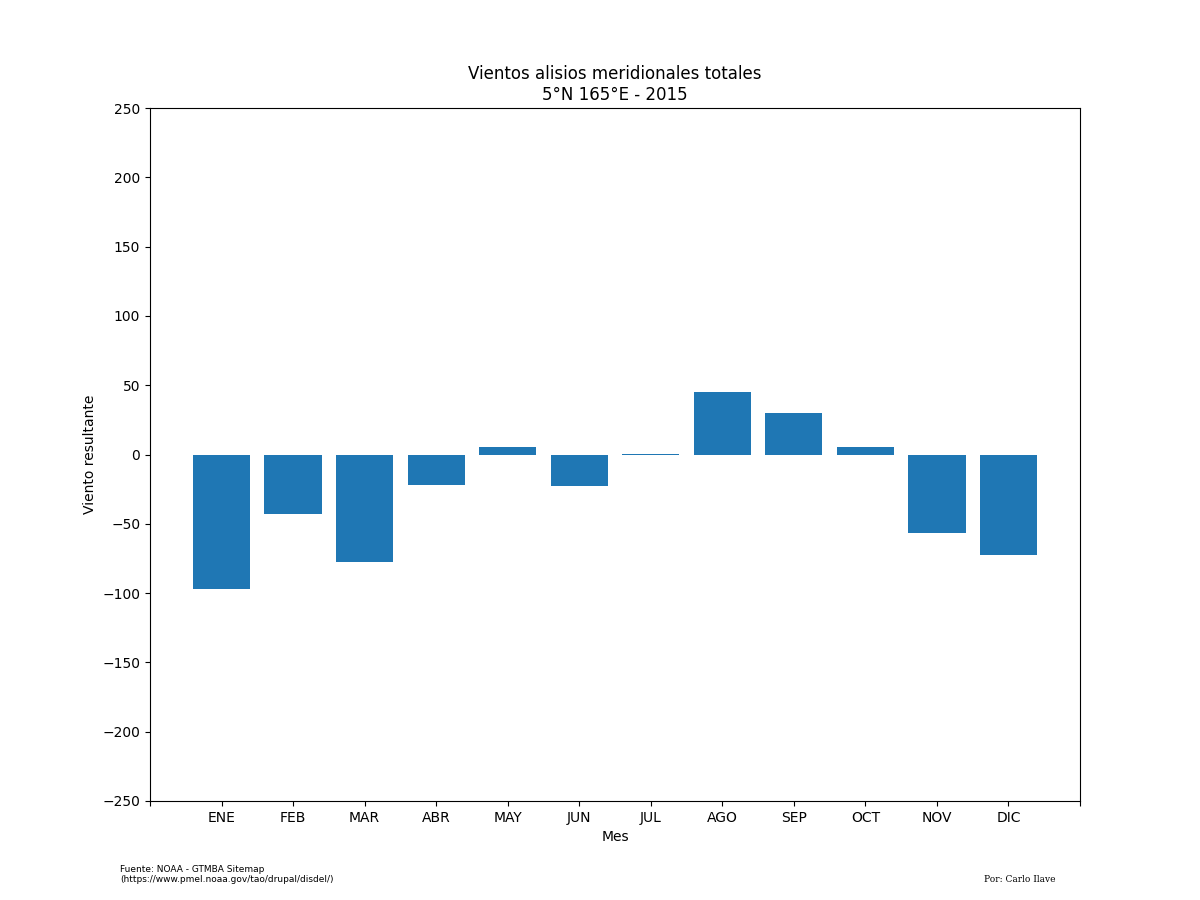 Vientos alisios meridionales totales
5°N 165°E - 2015
250
200
150
100
50
0
−50
−100
−150
−200
−250
Viento resultante
ENE FEB MAR ABR MAY JUN JUL AGO SEP OCT NOV DIC
Mes
Fuente: NOAA - GTMBA Sitemap
(https://www.pmel.noaa.gov/tao/drupal/disdel/)
Por: Carlo Ilave